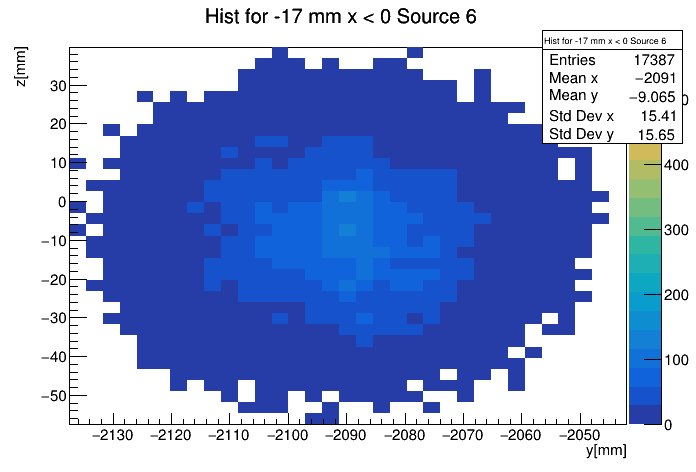 Hist for -17 mm x < 0 Source 6
Hist for -17 mm x < 0 Source 6
Entries 17387
Mean x −2091
Mean y −9.065
Std Dev x 15.41
Std Dev y 15.65
z[mm]
30
20
10
0
−10
−20
−30
−40
−50
−2130 −2120 −2110 −2100 −2090 −2080 −2070 −2060 −2050
y[mm]
0
400
300
200
100
0